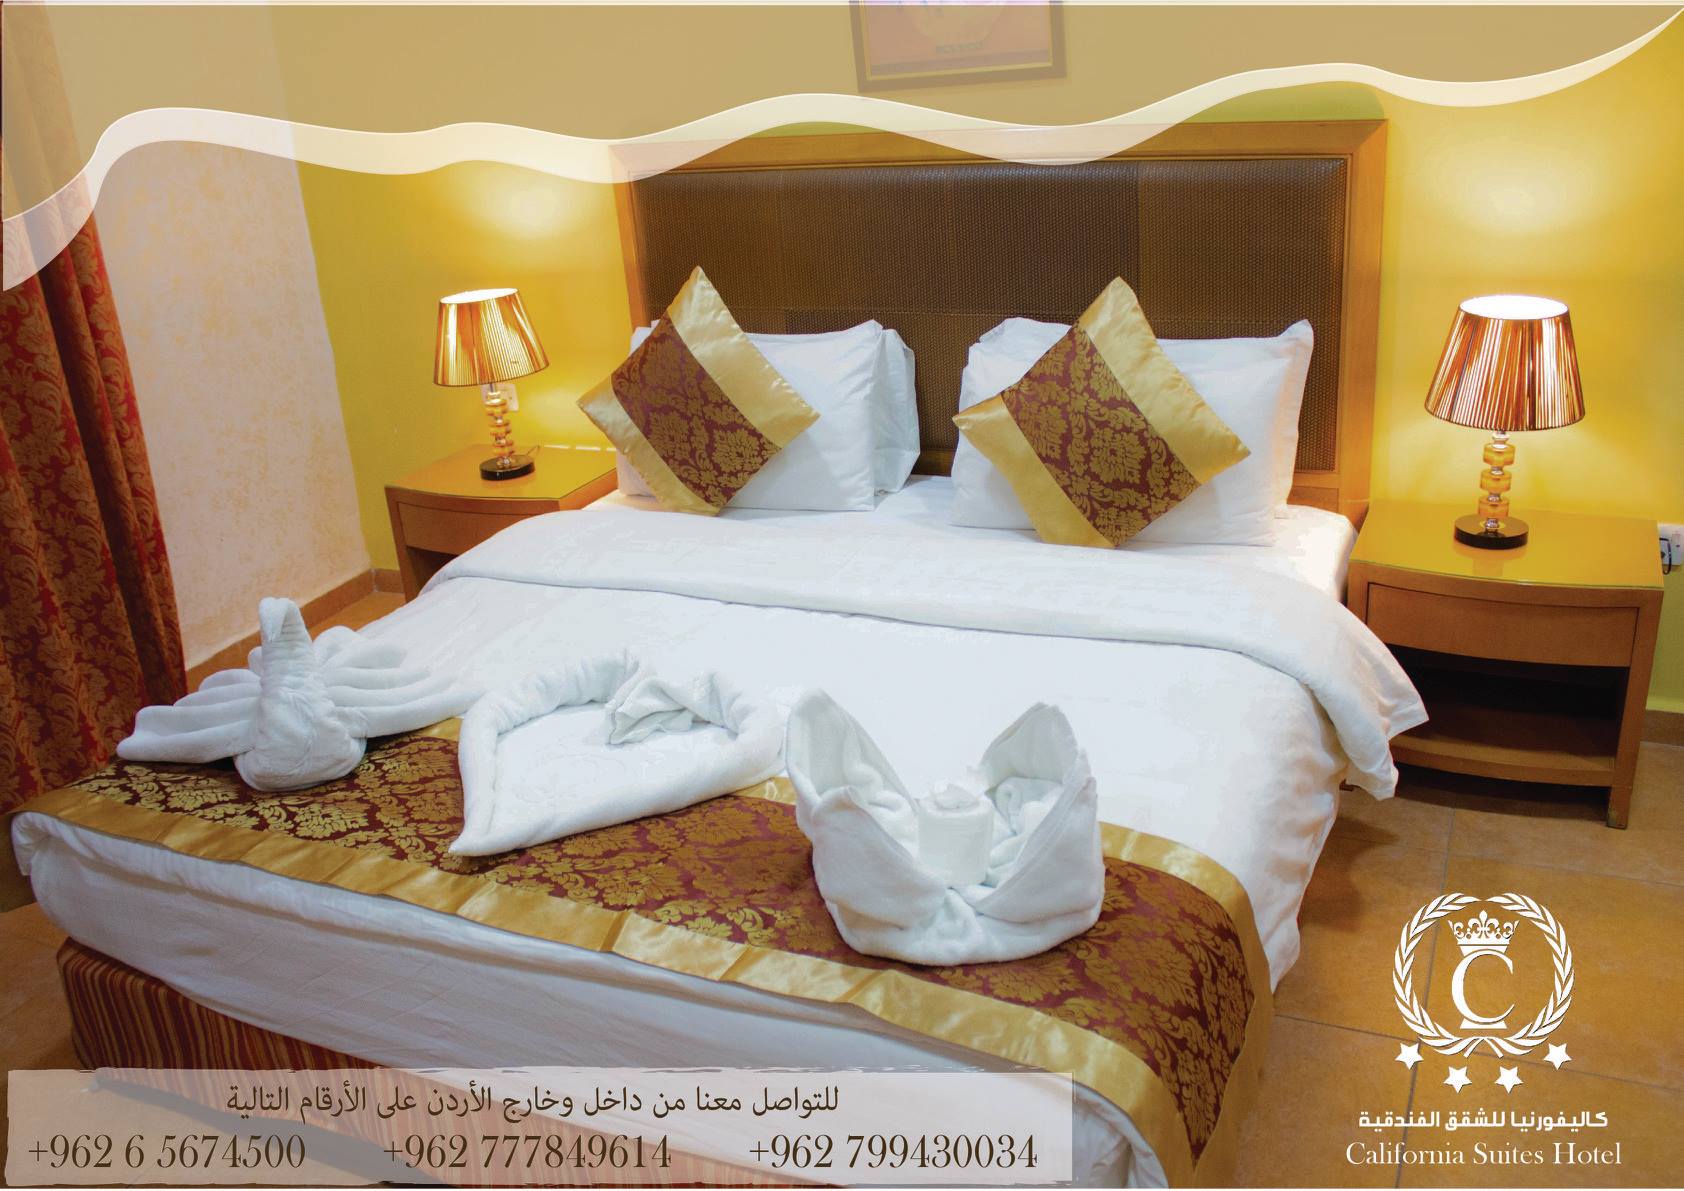 للتواصل معنا من داخل وخارج الأردن على الأرقام التالية
+962 6 5674500 +962 777849614 +962 799430034
C
كاليفورنيا للشقق الفندقية
California Suites Hotel